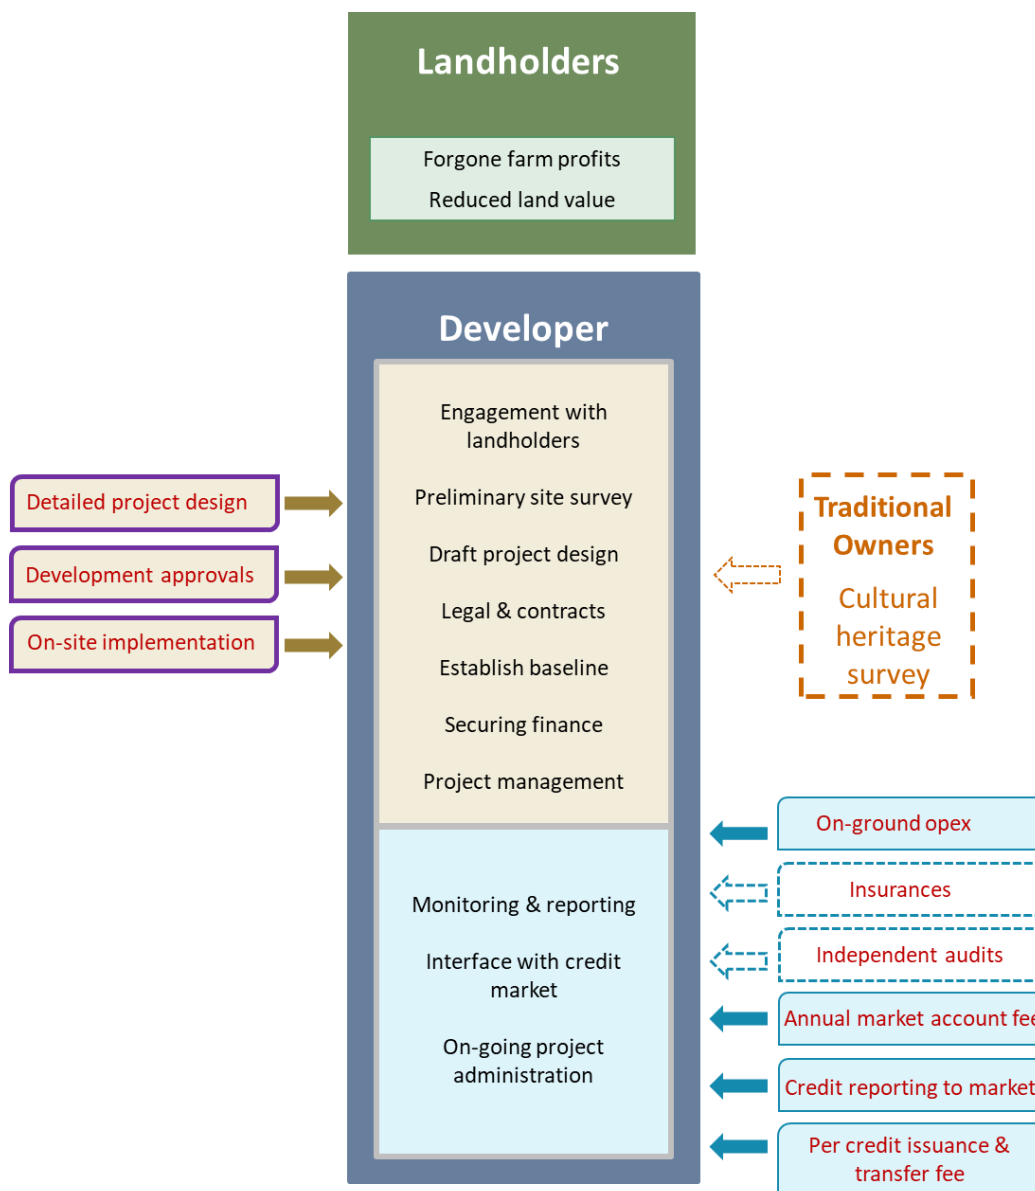 Landholders
Forgone farm profits
Reduced land value
Developer
Engagement with
landholders
Preliminary site survey
Draft project design
Legal & contracts
Establish baseline
Securing finance
Project management
Monitoring & reporting
Interface with credit
market
On-going project
administration
Detailed project design
Development approvals
On-site implementation
Traditional
Owners
Cultural
heritage
survey
On-ground opex
Insurances
Independent audits
Annual market account fee
Credit reporting to market
Per credit issuance &
transfer fee